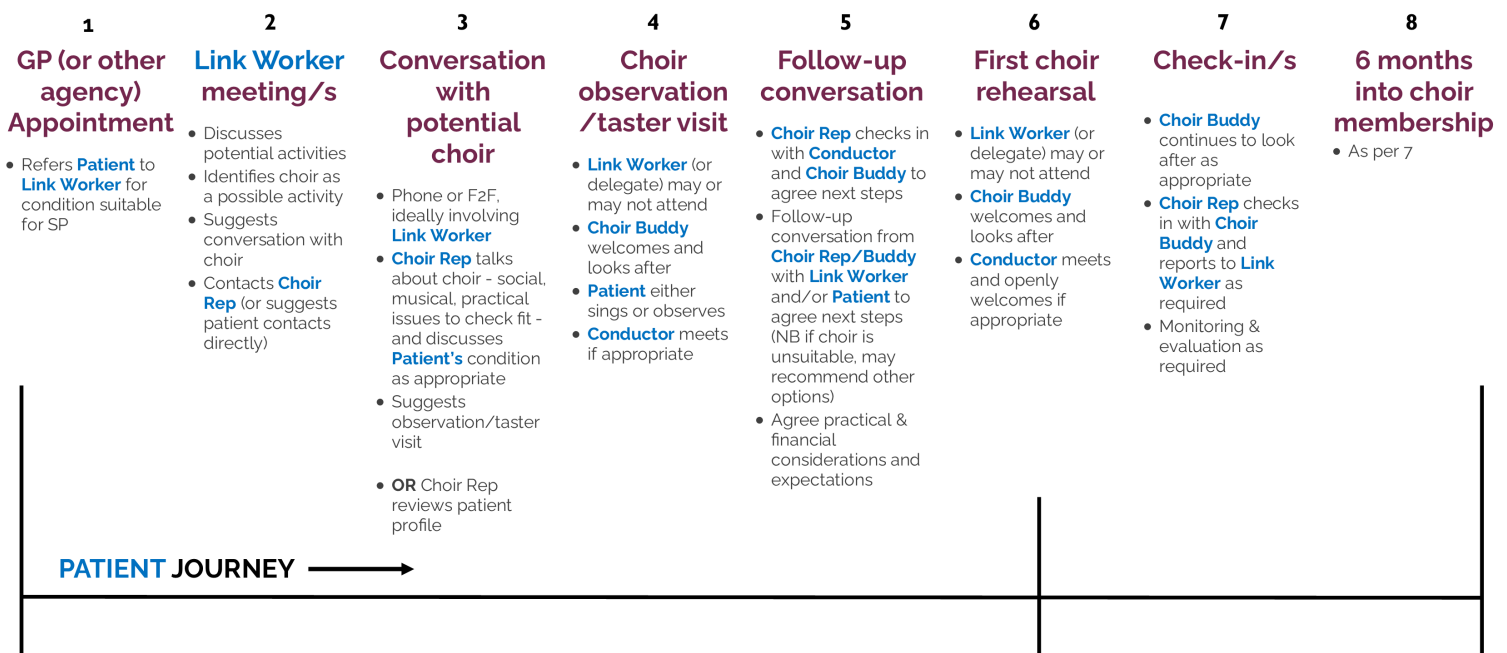 1
GP (or other
agency)
Appointment
• Refers Patient to
Link Worker for
condition suitable
for SP
2
Link Worker
meeting/s
• Discusses
potential activities
• Identifies choir as
a possible activity
• Suggests
conversation with
choir
• Contacts Choir
Rep (or suggests
patient contacts
directly)
3
Conversation
with
potential
choir
• Phone or F2F,
ideally involving
Link Worker
• Choir Rep talks
about choir - social,
musical, practical
issues to check fit -
and discusses
Patient's condition
as appropriate
• Suggests
observation/taster
visit
• OR Choir Rep
reviews patient
profile
4
Choir
observation
/taster visit
• Link Worker (or
delegate) may or
may not attend
• Choir Buddy
welcomes and
looks after
• Patient either
sings or observes
• Conductor meets
if appropriate
5
Follow-up
conversation
• Choir Rep checks in
with Conductor
and Choir Buddy to
agree next steps
• Follow-up
conversation from
Choir Rep/Buddy
with Link Worker
and/or Patient to
agree next steps
(NB if choir is
unsuitable, may
recommend other
options)
• Agree practical &
financial
considerations and
expectations
6
First choir
rehearsal
• Link Worker (or
delegate) may or
may not attend
• Choir Buddy
welcomes and
looks after
• Conductor meets
and openly
welcomes if
appropriate
7
Check-in/s
• Choir Buddy
continues to look
after as
appropriate
• Choir Rep checks
in with Choir
Buddy and
reports to Link
Worker as
required
• Monitoring &
evaluation as
required
8
6 months
into choir
membership
• As per 7
PATIENT JOURNEY